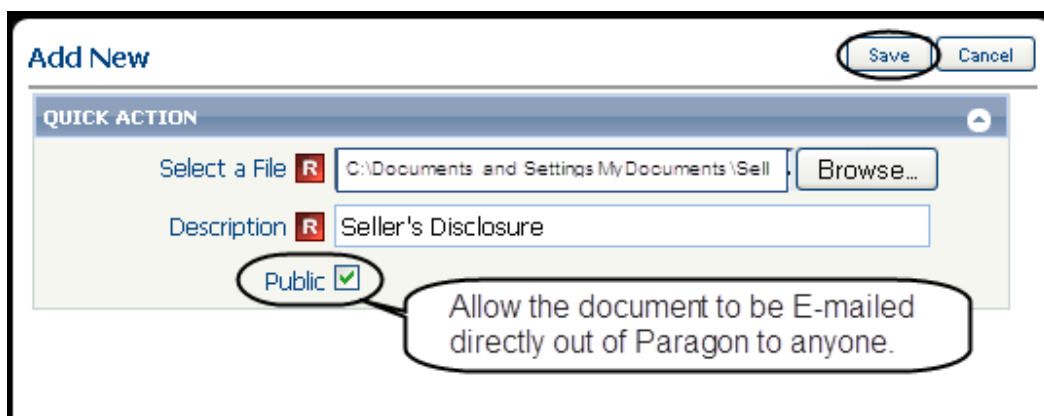 Add New
Save
Cancel
QUICK ACTION
Select a File R C:\Documents and Settings MyDocuments \Sell Browse...
Description R Seller's Disclosure
Public
Allow the document to be E-mailed
directly out of Paragon to anyone.